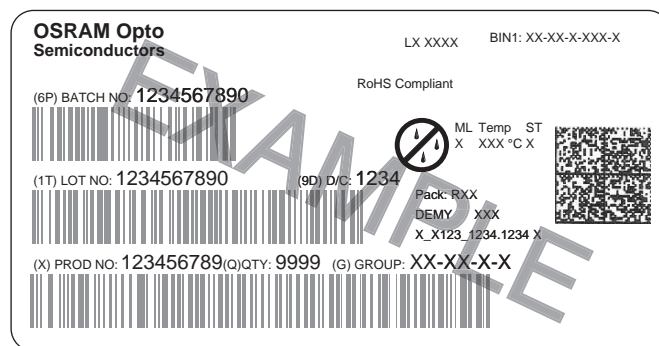 OSRAM Opto
Semiconductors
LX XXXX
BIN1: XX-XX-X-XXX-X
RoHS Compliant
(6P) BATCH NO: 1234567890
ML Temp ST
X XXX °C X
(1T) LOT NO: 1234567890
(9D) D/C: 1234
Pack: RXX
DEMY XXX
X_X123_1234.1234 X
(X) PROD NO: 123456789(Q)QTY: 9999
(G) GROUP: XX-XX-X-X
EXAMPLE